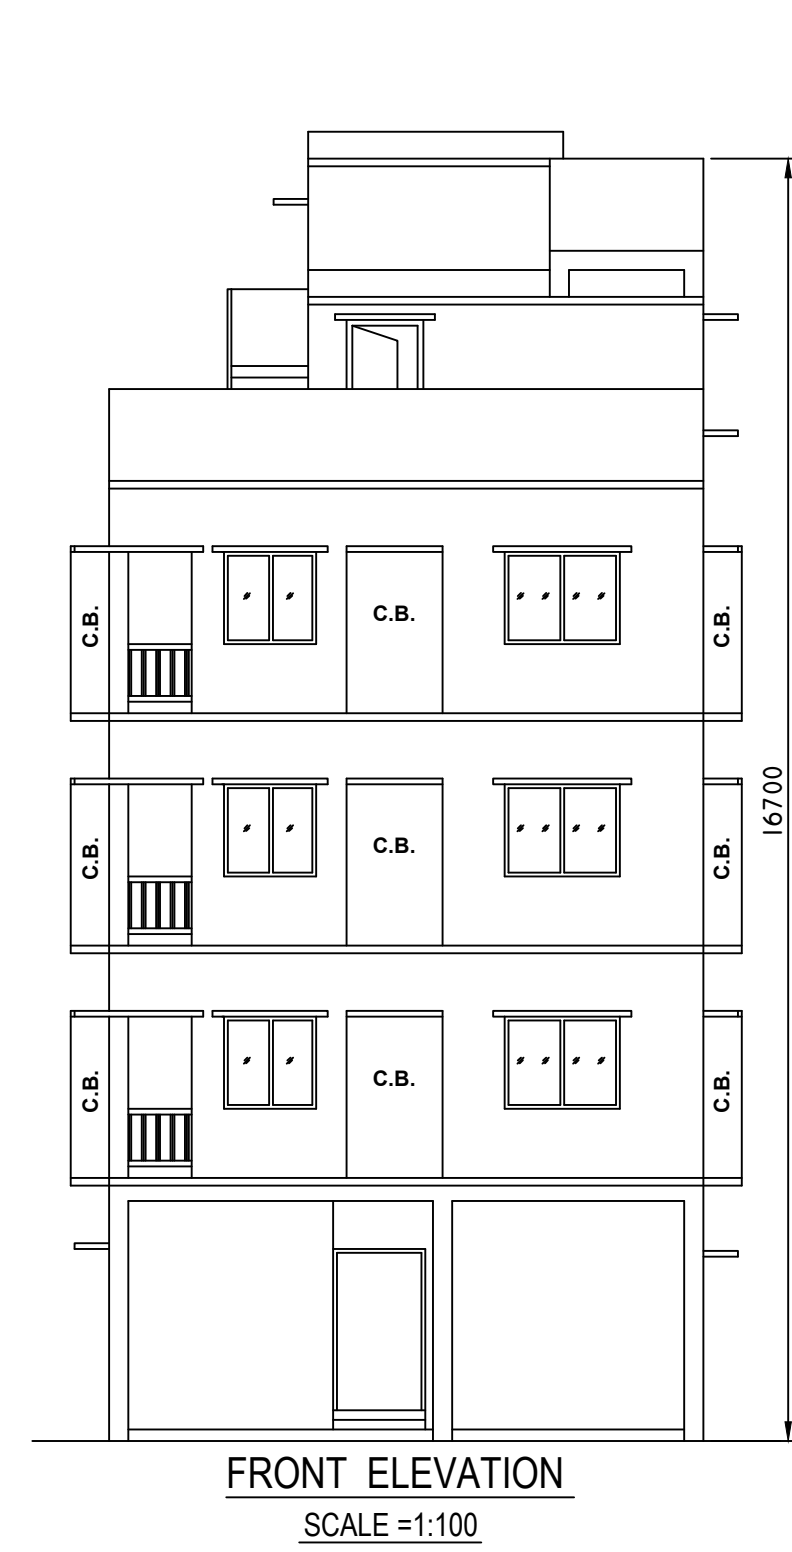 C.B. C.B. C.B.
16700
C.B. C.B. C.B.
C.B. C.B. C.B.
FRONT ELEVATION
SCALE =1:100